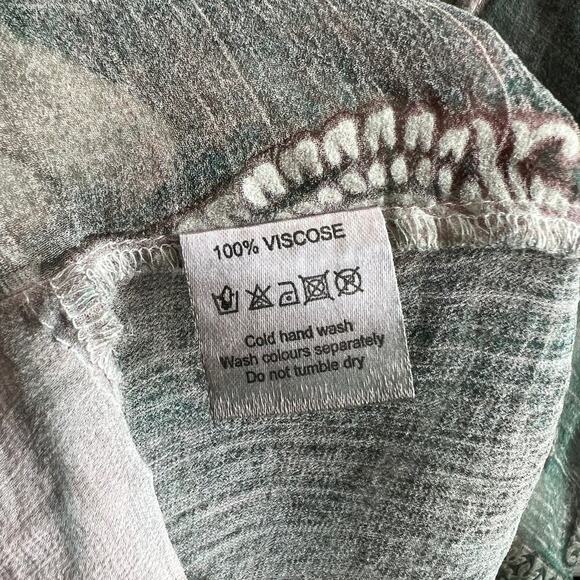 100% VISCOSE
Cold hand wash
Wash colours separately
Do not tumble dry